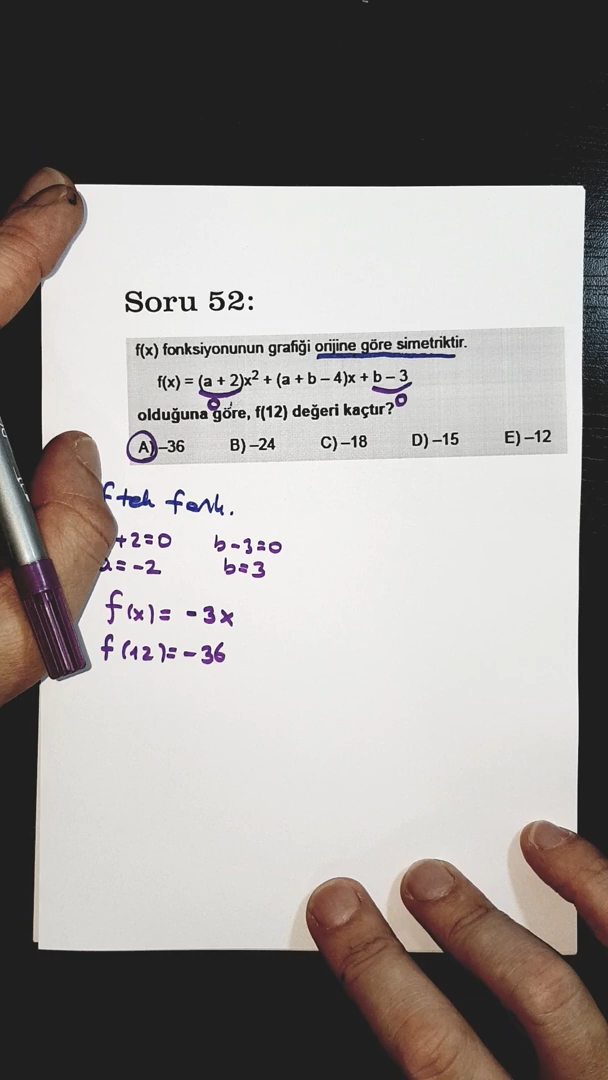 Soru 52:
f(x) fonksiyonunun grafiği orijine göre simetriktir.
f(x) = (a + 2)x² + (a + b – 4)x + b – 3
0 0
olduğuna göre, f(12) değeri kaçtır?
A) –36 B) –24 C) –18 D) –15 E) –12
f tek fonk.
+2=0 b-3=0
a=-2 b=3
f(x)= -3x
f(12)=-36